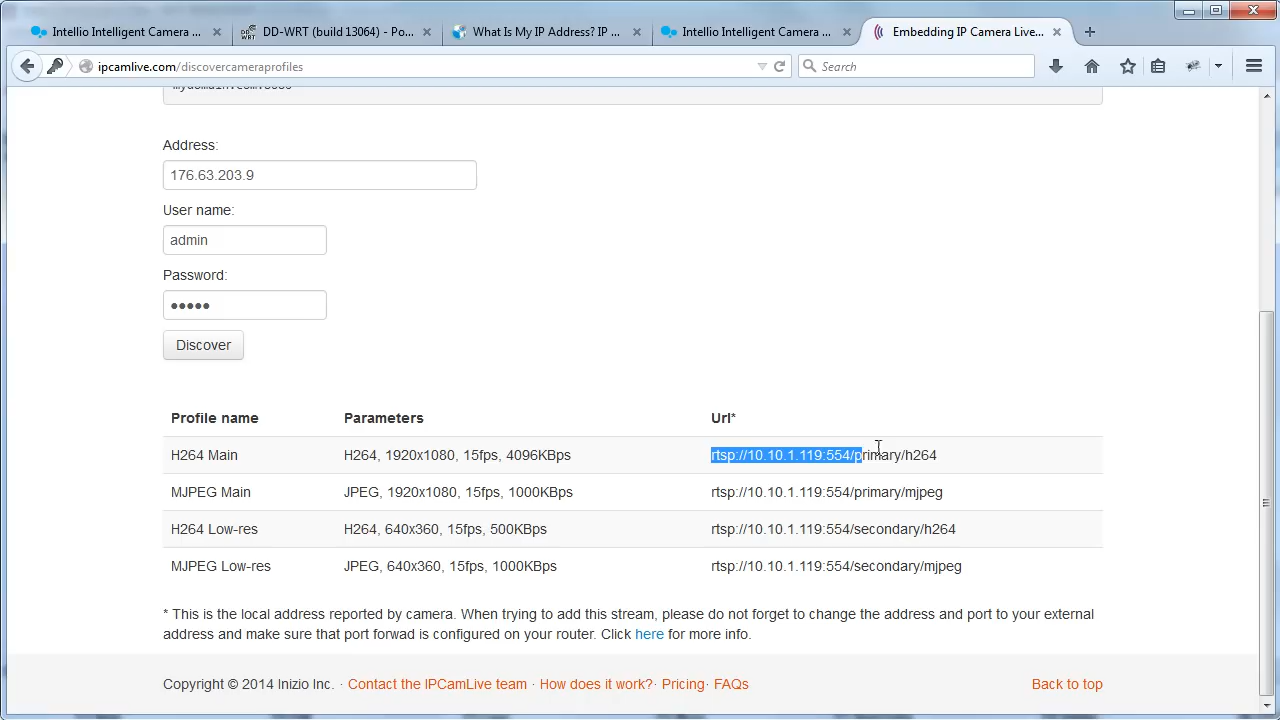 Intellio Intelligent Camera ...
DD-WRT (build 13064) - Po...
What Is My IP Address? IP ...
Intellio Intelligent Camera ...
Embedding IP Camera Live...
ipcamlive.com/discovercameraprofiles
Search
Address:
176.63.203.9
User name:
admin
Password:
●●●●●
Discover
Profile name Parameters Url*
H264 Main H264, 1920x1080, 15fps, 4096KBps rtsp://10.10.1.119:554/primary/h264
MJPEG Main JPEG, 1920x1080, 15fps, 1000KBps rtsp://10.10.1.119:554/primary/mjpeg
H264 Low-res H264, 640x360, 15fps, 500KBps rtsp://10.10.1.119:554/secondary/h264
MJPEG Low-res JPEG, 640x360, 15fps, 1000KBps rtsp://10.10.1.119:554/secondary/mjpeg
* This is the local address reported by camera. When trying to add this stream, please do not forget to change the address and port to your external
address and make sure that port forwad is configured on your router. Click here for more info.
Copyright © 2014 Inizio Inc. · Contact the IPCamLive team · How does it work?· Pricing· FAQs Back to top